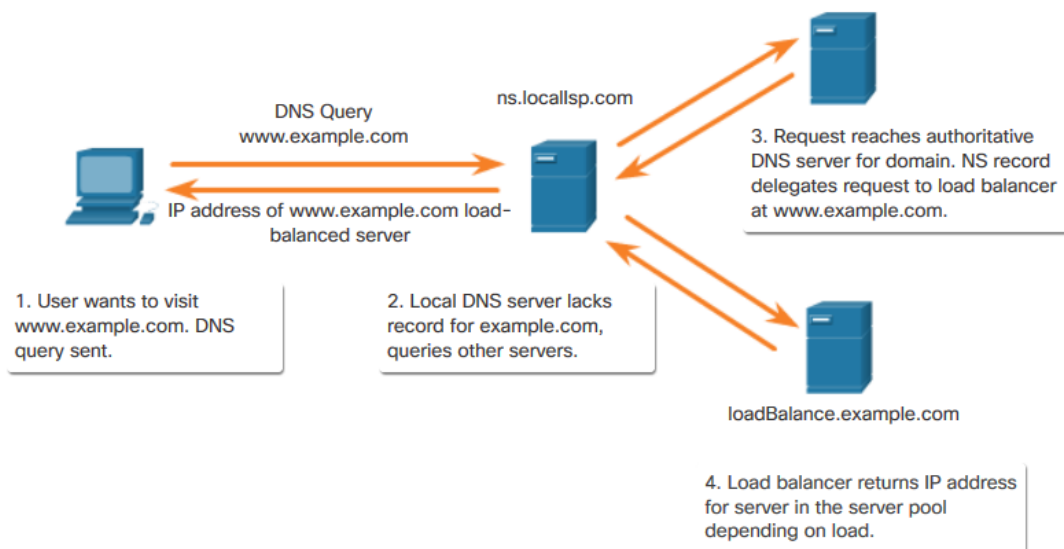 DNS Query
www.example.com
IP address of www.example.com load-
balanced server
1. User wants to visit
www.example.com. DNS
query sent.
ns.locallsp.com
2. Local DNS server lacks
record for example.com,
queries other servers.
3. Request reaches authoritative
DNS server for domain. NS record
delegates request to load balancer
at www.example.com.
loadBalance.example.com
4. Load balancer returns IP address
for server in the server pool
depending on load.